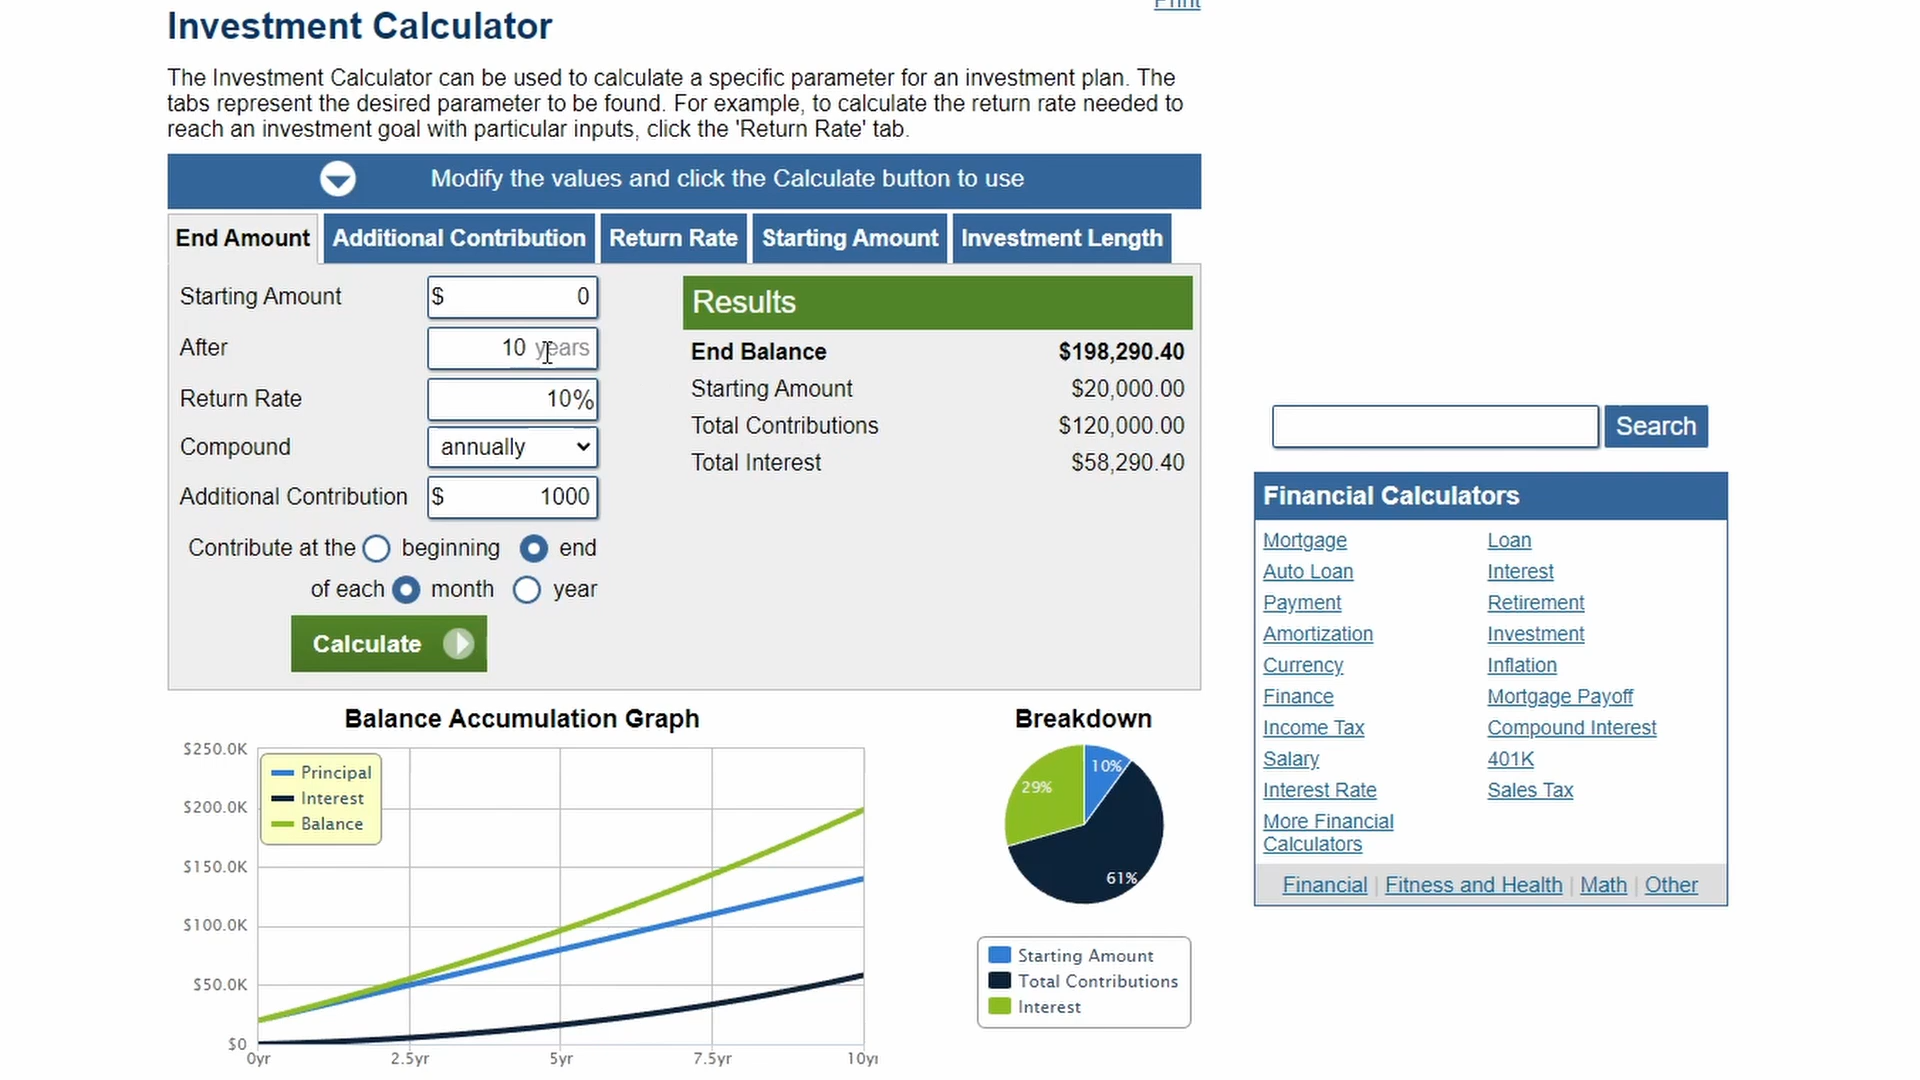 Print
Investment Calculator
The Investment Calculator can be used to calculate a specific parameter for an investment plan. The
tabs represent the desired parameter to be found. For example, to calculate the return rate needed to
reach an investment goal with particular inputs, click the 'Return Rate' tab.
Modify the values and click the Calculate button to use
End Amount
Additional Contribution
Return Rate
Starting Amount
Investment Length
Starting Amount $ 0
After 10 years
Return Rate 10%
Compound annually
Additional Contribution $ 1000
Contribute at the beginning end
of each month year
Calculate
Results
End Balance $198,290.40
Starting Amount $20,000.00
Total Contributions $120,000.00
Total Interest $58,290.40
Balance Accumulation Graph
$250.0K
$200.0K
$150.0K
$100.0K
$50.0K
$0
0yr 2.5yr 5yr 7.5yr 10yr
Principal
Interest
Balance
Breakdown
10%
29%
61%
Starting Amount
Total Contributions
Interest
Search
Financial Calculators
Mortgage Loan
Auto Loan Interest
Payment Retirement
Amortization Investment
Currency Inflation
Finance Mortgage Payoff
Income Tax Compound Interest
Salary 401K
Interest Rate Sales Tax
More Financial
Calculators
Financial | Fitness and Health | Math | Other